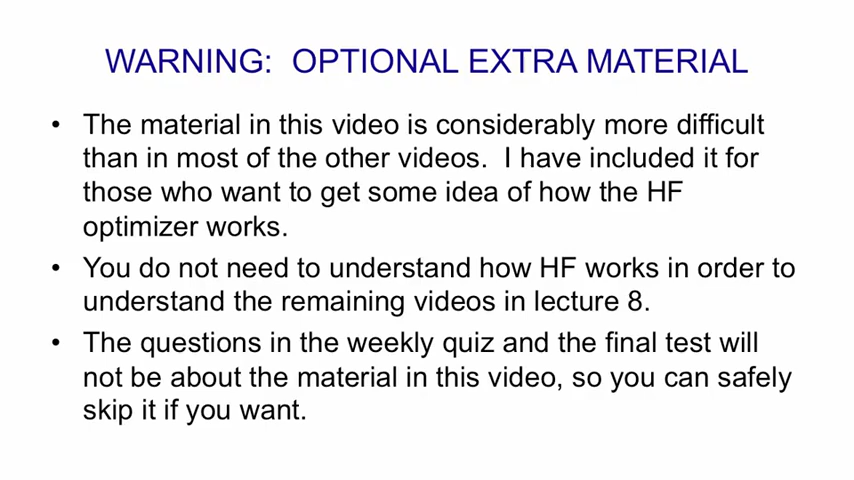 WARNING: OPTIONAL EXTRA MATERIAL
• The material in this video is considerably more difficult
than in most of the other videos. I have included it for
those who want to get some idea of how the HF
optimizer works.
• You do not need to understand how HF works in order to
understand the remaining videos in lecture 8.
• The questions in the weekly quiz and the final test will
not be about the material in this video, so you can safely
skip it if you want.